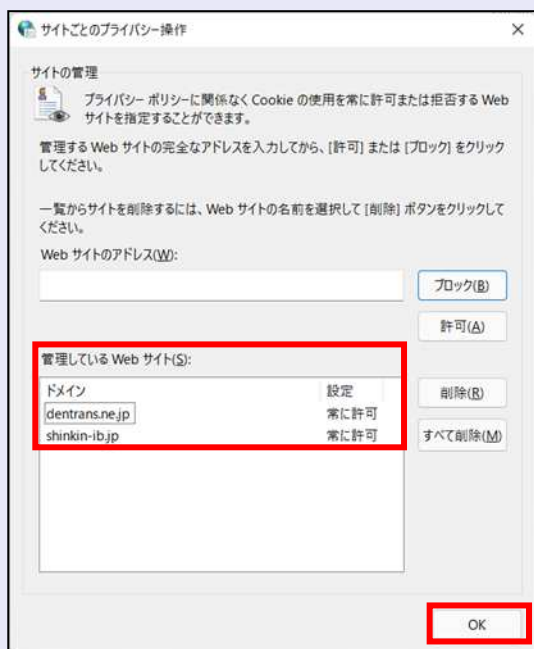 サイトごとのプライバシー操作
サイトの管理
プライバシー ポリシーに関係なく Cookie の使用を常に許可または拒否する Web
サイトを指定することができます。
管理する Web サイトの完全なアドレスを入力してから、[許可] または [ブロック] をクリック
してください。
一覧からサイトを削除するには、Web サイトの名前を選択して [削除] ボタンをクリックして
ください。
Web サイトのアドレス(W):
ブロック(B)
許可(A)
管理している Web サイト(S):
ドメイン 設定
dentrans.ne.jp 常に許可
shinkin-ib.jp 常に許可
削除(R)
すべて削除(M)
OK